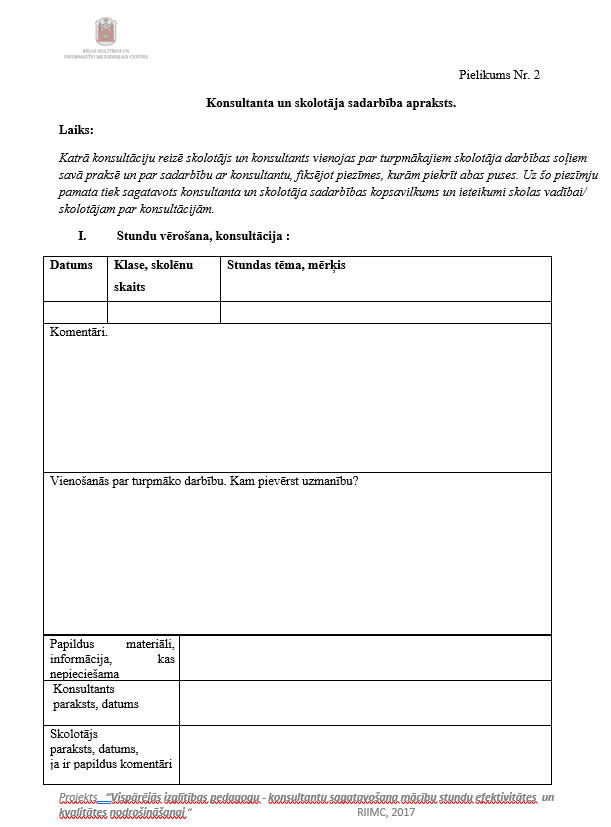 RĪGAS IZGLĪTĪBAS UN
INFORMATĪVI METODISKAIS CENTRS
Pielikums Nr. 2
Konsultanta un skolotāja sadarbība apraksts.
Laiks:
Katrā konsultāciju reizē skolotājs un konsultants vienojas par turpmākajiem skolotāja darbības soļiem
savā praksē un par sadarbību ar konsultantu, fiksējot piezīmes, kurām piekrīt abas puses. Uz šo piezīmju
pamata tiek sagatavots konsultanta un skolotāja sadarbības kopsavilkums un ieteikumi skolas vadībai/
skolotājam par konsultācijām.
I. Stundu vērošana, konsultācija :
Datums Klase, skolēnu Stundas tēma, mērķis
skaits
Komentāri.
Vienošanās par turpmāko darbību. Kam pievērst uzmanību?
Papildus materiāli,
informācija, kas
nepieciešama
Konsultants
paraksts, datums
Skolotājs
paraksts, datums,
ja ir papildus komentāri
Projekts “Vispārējās izglītības pedagogu - konsultantu sagatavošana mācību stundu efektivitātes un
kvalitātes nodrošināšanai “ RIIMC, 2017